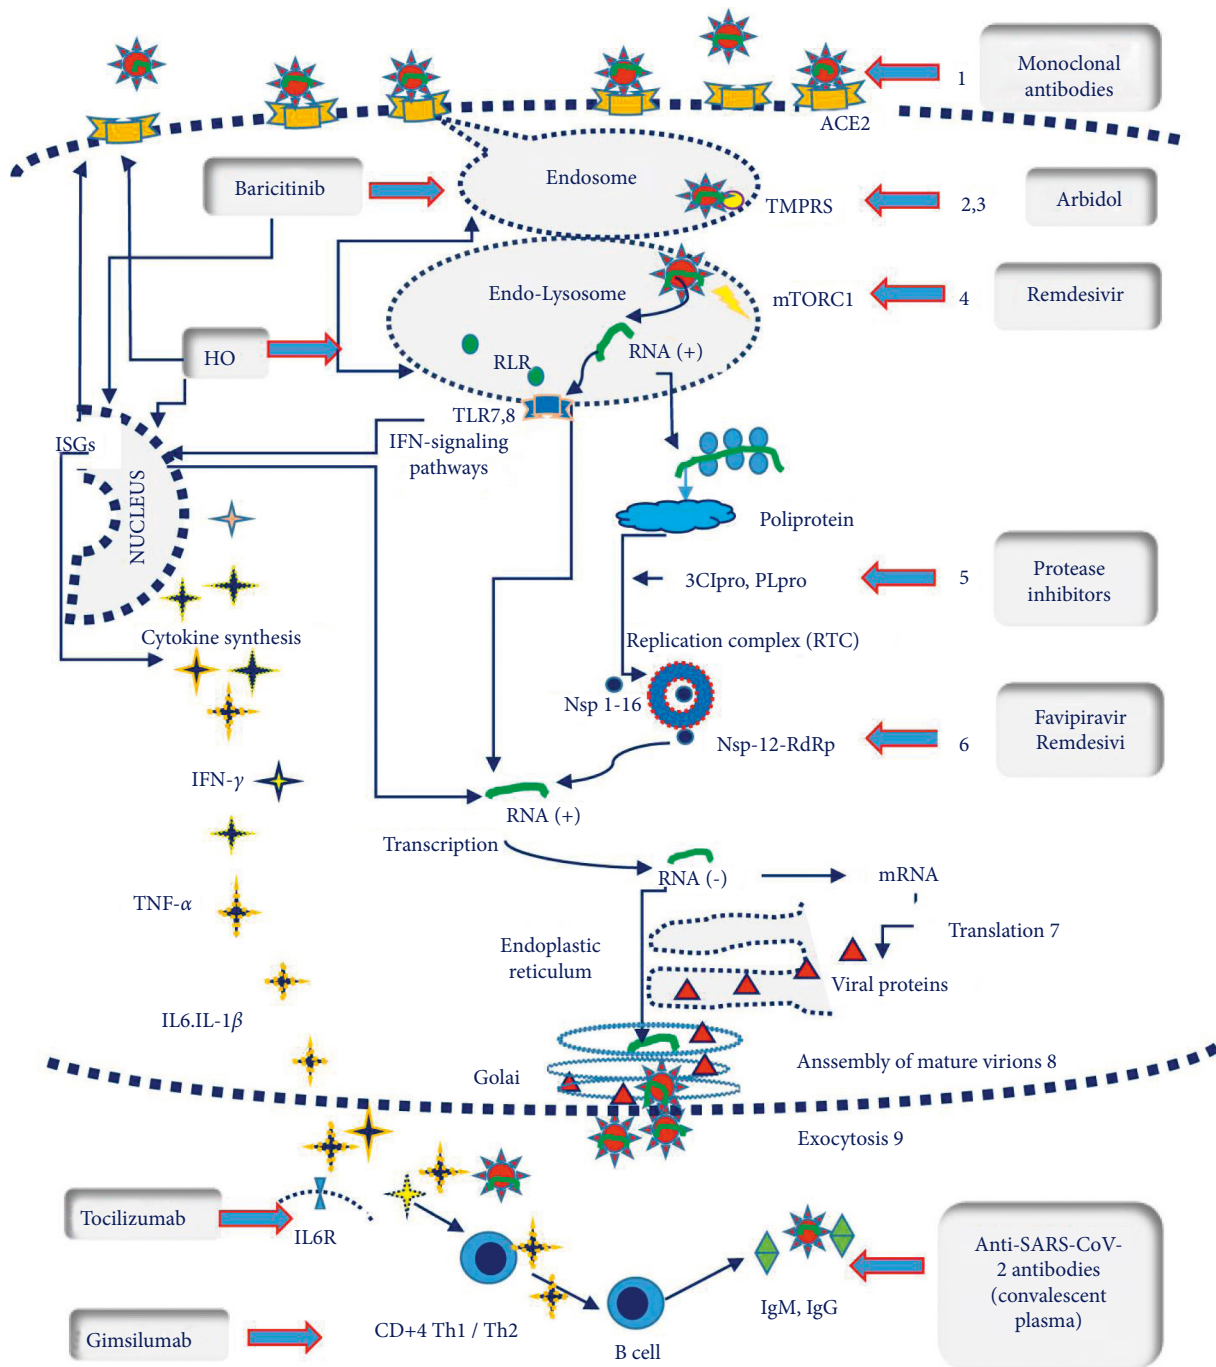 Monoclonal
antibodies
1
ACE2
Baricitinib
Endosome
TMPRS
2,3
Arbidol
Endo-Lysosome
mTORC1
4
Remdesivir
HO
RLR
RNA (+)
TLR7,8
IFN-signaling
pathways
ISGs
NUCLEUS
Poliprotein
3CIpro, PLpro
5
Protease
inhibitors
Cytokine synthesis
Replication complex (RTC)
Nsp 1-16
Nsp-12-RdRp
6
Favipiravir
Remdesivi
IFN-γ
RNA (+)
Transcription
RNA (-)
mRNA
TNF-α
Translation 7
Endoplastic
reticulum
Viral proteins
IL6.IL-1β
Golai
Anssembly of mature virions 8
Exocytosis 9
Tocilizumab
IL6R
Anti-SARS-CoV-
2 antibodies
(convalescent
plasma)
IgM, IgG
CD+4 Th1 / Th2
B cell
Gimsilumab